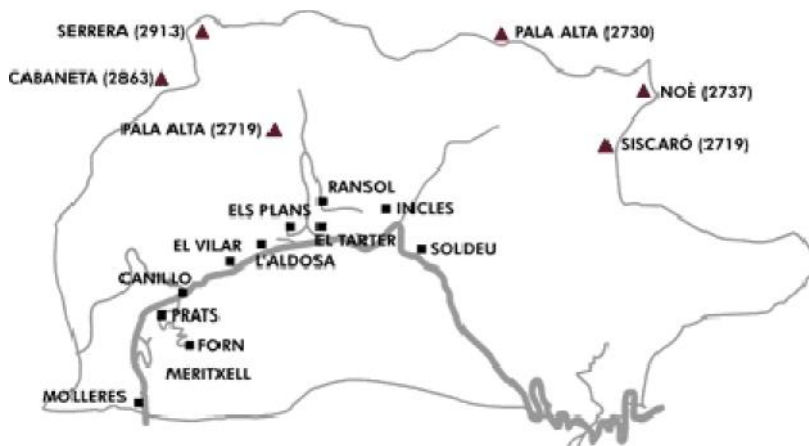 SERRERA (2913)
PALA ALTA (2730)
CABANETA (2863)
NOÈ (2737)
PALA ALTA (2719)
SISCARÓ (2719)
RANSOL
ELS PLANS
INCLES
EL TARTER
EL VILAR
L'ALDOSA
SOLDEU
CANILLO
PRATS
FORN
MERITXELL
MOLLERES